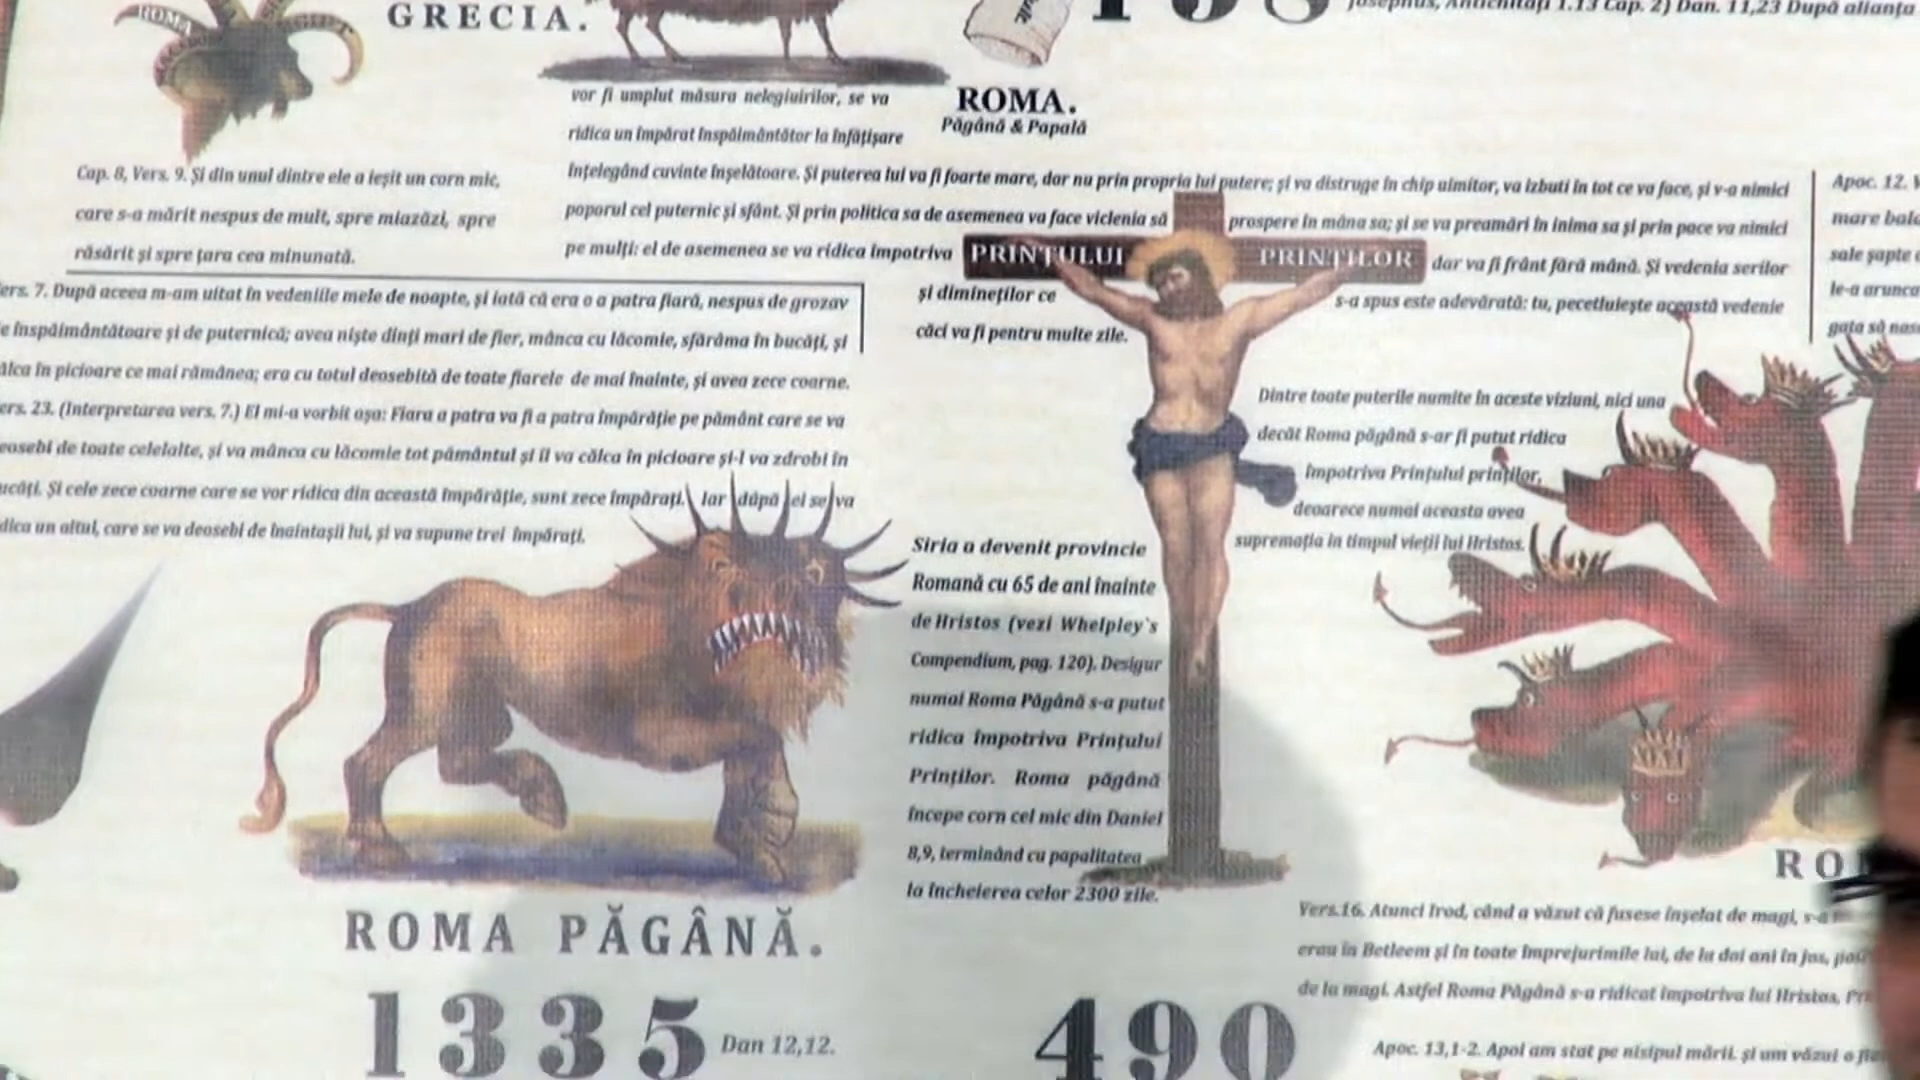 GRECIA.
ROMA
Josephus, Antichități 1.13 Cap. 2) Dan. 11,23 După alianța
ROMA.
Păgână & Papală
vor fi umplut măsura nelegiuirilor, se va
ridica un împărat înspăimântător la înfățișare
înțelegând cuvinte înșelătoare. Și puterea lui va fi foarte mare, dar nu prin propria lui putere; și va distruge în chip uimitor, va izbuti în tot ce va face, și v-a nimici
poporul cel puternic și sfânt. Și prin politica sa de asemenea va face viclenia să prospere în mâna sa; și se va preamări în inima sa și prin pace va nimici
pe mulți: el de asemenea se va ridica împotriva PRINȚULUI PRINȚILOR dar va fi frânt fără mână. Și vedenia serilor
și dimineților ce s-a spus este adevărată: tu, pecetluiește această vedenie
căci va fi pentru multe zile.
Cap. 8, Vers. 9. Și din unul dintre ele a ieșit un corn mic,
care s-a mărit nespus de mult, spre miazăzi, spre
răsărit și spre țara cea minunată.
Apoc. 12.
mare
sale șapte
le-a arunca
gata să
ers. 7. După aceea m-am uitat în vedeniile mele de noapte, și iată că era o a patra fiară, nespus de grozav
e înspăimântătoare și de puternică; avea niște dinți mari de fier, mânca cu lăcomie, sfărâma în bucăți, și
ălca în picioare ce mai rămânea; era cu totul deosebită de toate fiarele de mai înainte, și avea zece coarne.
ers. 23. (Interpretarea vers. 7.) El mi-a vorbit așa: Fiara a patra va fi a patra împărăție pe pământ care se va
eosebi de toate celelalte, și va mânca cu lăcomie tot pământul și îl va călca în picioare și-l va zdrobi în
ucăți. Și cele zece coarne care se vor ridica din această împărăție, sunt zece împărați. Iar după ei se va
dica un altul, care se va deosebi de înaintașii lui, și va supune trei împărați.
Dintre toate puterile numite în aceste viziuni, nici una
decât Roma păgână s-ar fi putut ridica
împotriva Prințului prinților,
deoarece numai aceasta avea
supremația în timpul vieții lui Hristos.
Siria a devenit provincie
Romană cu 65 de ani înainte
de Hristos (vezi Whelpley`s
Compendium, pag. 120). Desigur
numai Roma Păgână s-a putut
ridica împotriva Prințului
Prinților. Roma păgână
începe corn cel mic din Daniel
8,9, terminând cu papalitatea
la încheierea celor 2300 zile.
ROMA PĂGÂNĂ.
1335 Dan 12,12.
490
RO
Vers.16. Atunci Irod, când a văzut că fusese înșelat de magi, s-a
erau în Betleem și în toate împrejurimile lui, de la doi ani în jos,
de la magi. Astfel Roma Păgână s-a ridicat împotriva lui Hristos,
Apoc. 13,1-2. Apoi am stat pe nisipul mării. și am văzut o